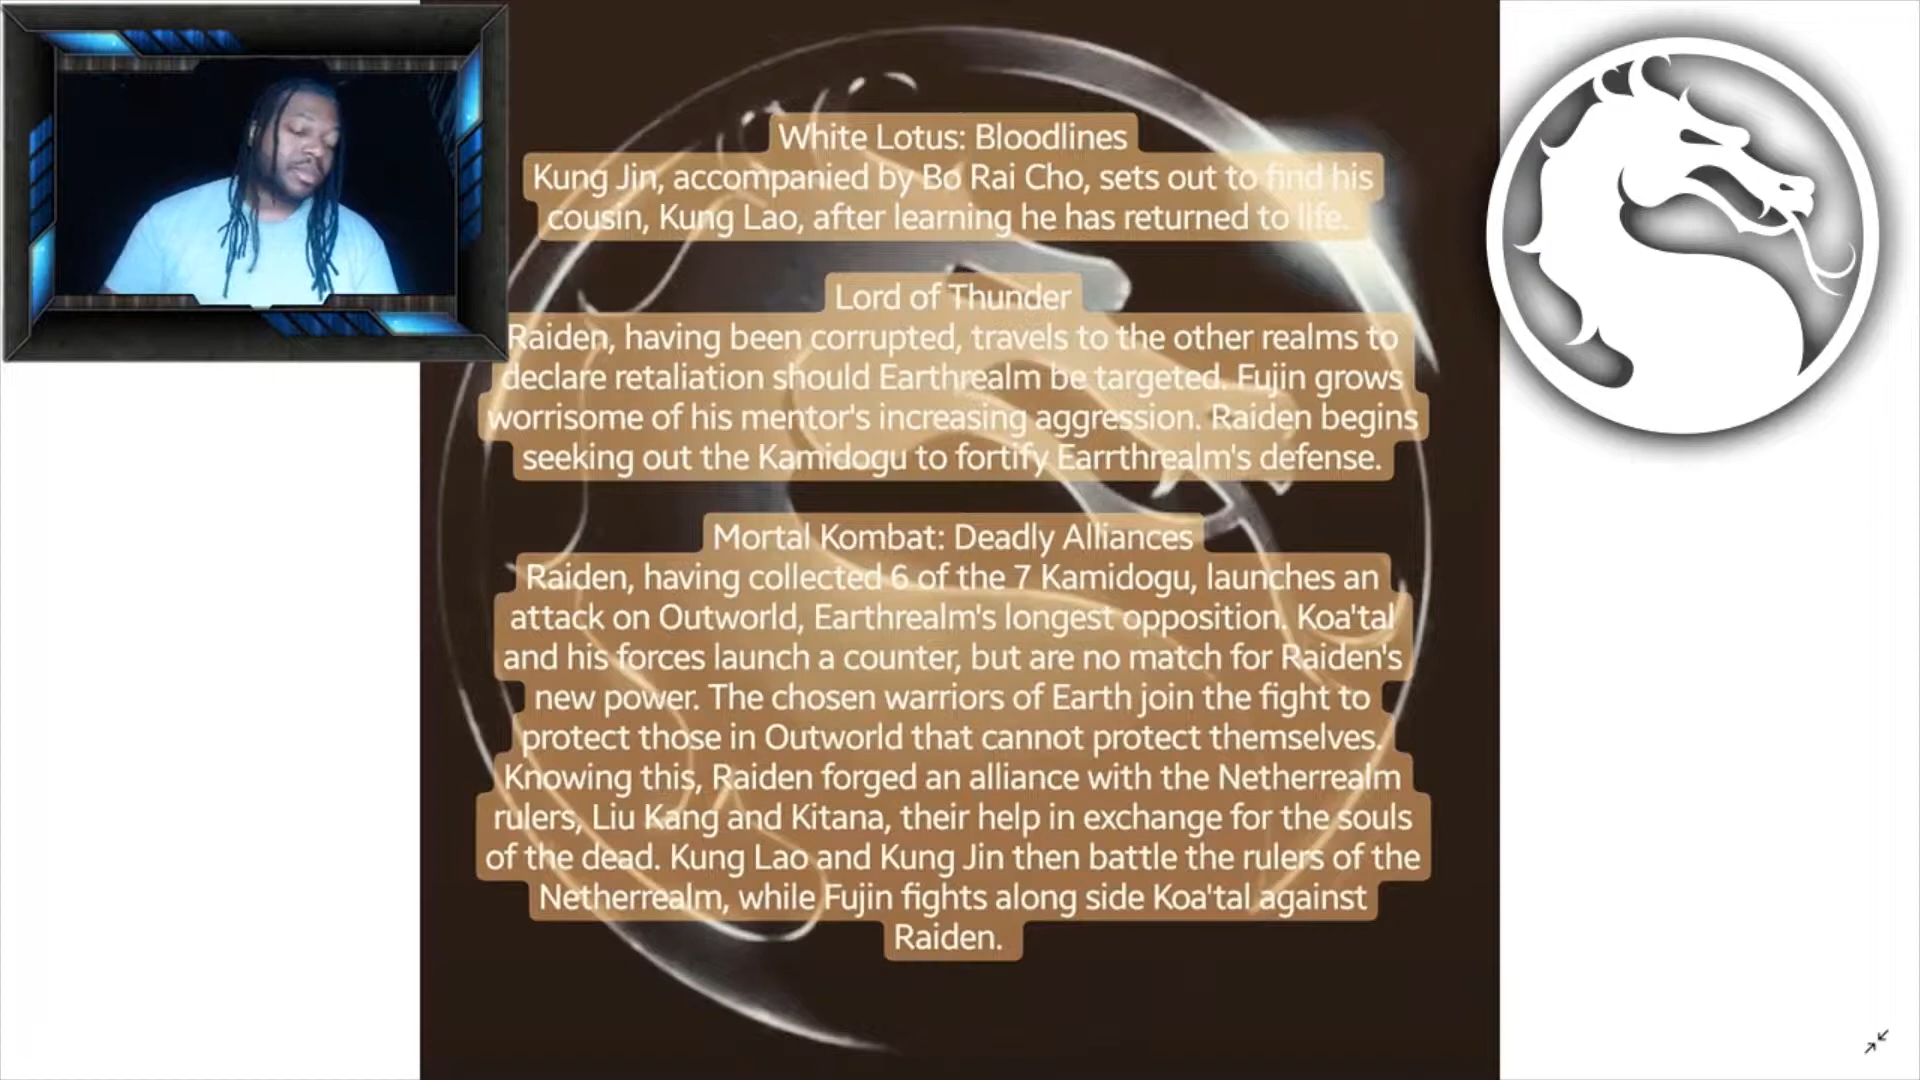 White Lotus: Bloodlines
Kung Jin, accompanied by Bo Rai Cho, sets out to find his
cousin, Kung Lao, after learning he has returned to life.
Lord of Thunder
Raiden, having been corrupted, travels to the other realms to
declare retaliation should Earthrealm be targeted. Fujin grows
worrisome of his mentor's increasing aggression. Raiden begins
seeking out the Kamidogu to fortify Earrthrealm's defense.
Mortal Kombat: Deadly Alliances
Raiden, having collected 6 of the 7 Kamidogu, launches an
attack on Outworld, Earthrealm's longest opposition. Koa'tal
and his forces launch a counter, but are no match for Raiden's
new power. The chosen warriors of Earth join the fight to
protect those in Outworld that cannot protect themselves.
Knowing this, Raiden forged an alliance with the Netherrealm
rulers, Liu Kang and Kitana, their help in exchange for the souls
of the dead. Kung Lao and Kung Jin then battle the rulers of the
Netherrealm, while Fujin fights along side Koa'tal against
Raiden.